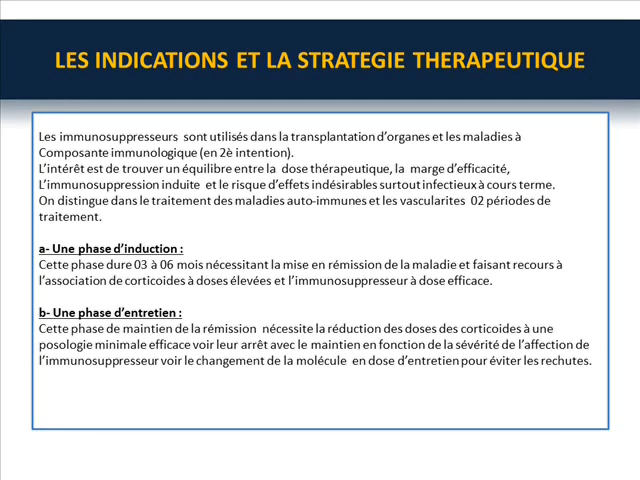 LES INDICATIONS ET LA STRATEGIE THERAPEUTIQUE
Les immunosuppresseurs sont utilisés dans la transplantation d'organes et les maladies à
Composante immunologique (en 2è intention).
L'intérêt est de trouver un équilibre entre la dose thérapeutique, la marge d'efficacité,
L'immunosuppression induite et le risque d'effets indésirables surtout infectieux à cours terme.
On distingue dans le traitement des maladies auto-immunes et les vascularites 02 périodes de
traitement.
a- Une phase d'induction :
Cette phase dure 03 à 06 mois nécessitant la mise en rémission de la maladie et faisant recours à
l'association de corticoides à doses élevées et l'immunosuppresseur à dose efficace.
b- Une phase d'entretien :
Cette phase de maintien de la rémission nécessite la réduction des doses des corticoides à une
posologie minimale efficace voir leur arrêt avec le maintien en fonction de la sévérité de l'affection de
l'immunosuppresseur voir le changement de la molécule en dose d'entretien pour éviter les rechutes.